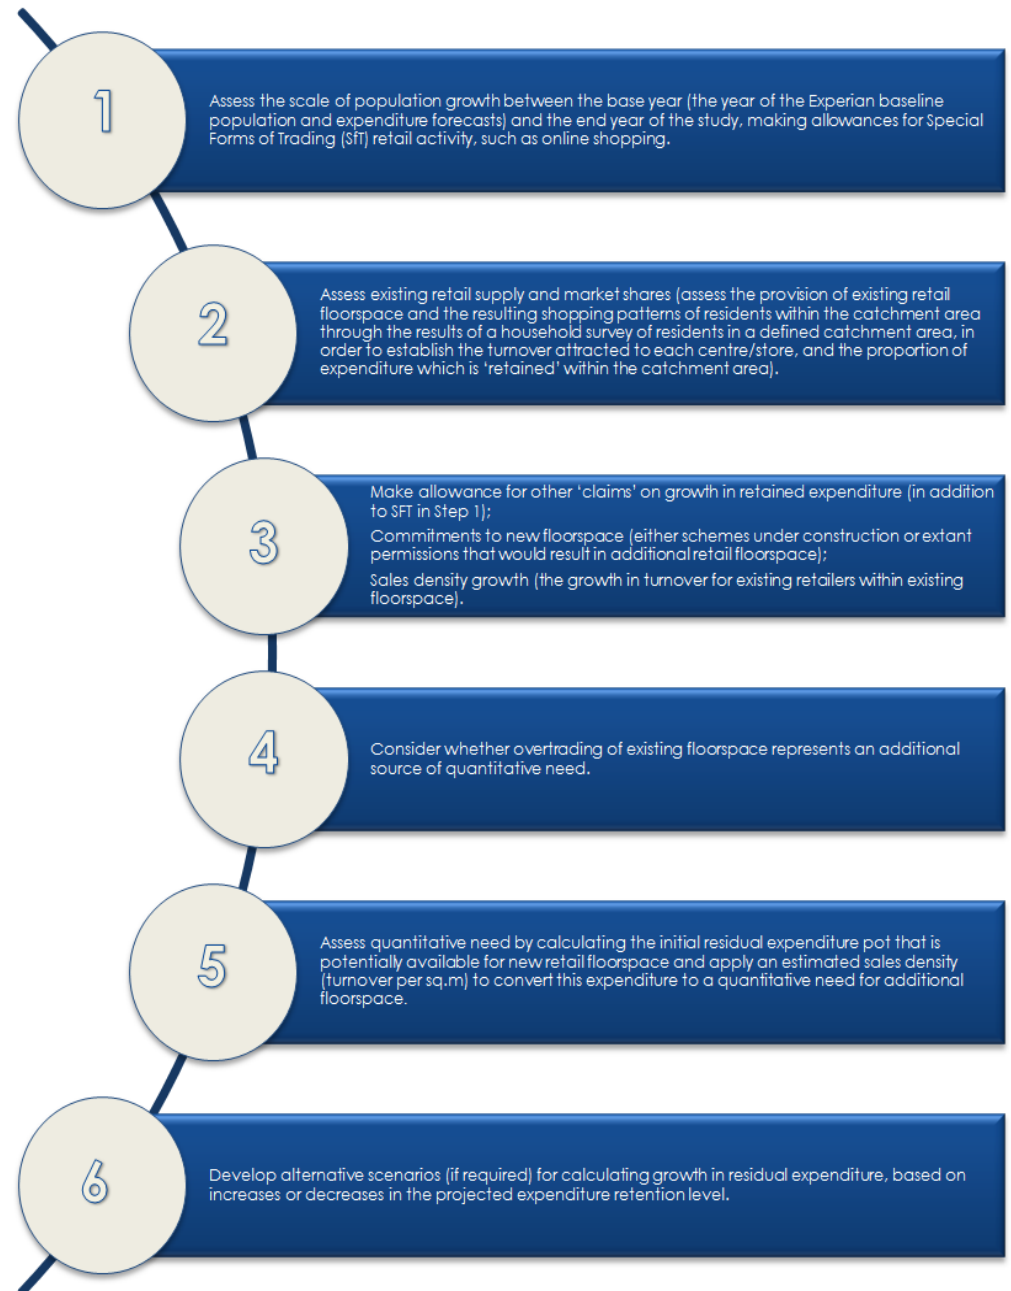 1
Assess the scale of population growth between the base year (the year of the Experian baseline
population and expenditure forecasts) and the end year of the study, making allowances for Special
Forms of Trading (SfT) retail activity, such as online shopping.
2
Assess existing retail supply and market shares (assess the provision of existing retail
floorspace and the resulting shopping patterns of residents within the catchment area
through the results of a household survey of residents in a defined catchment area, in
order to establish the turnover attracted to each centre/store, and the proportion of
expenditure which is ‘retained’ within the catchment area).
3
Make allowance for other ‘claims’ on growth in retained expenditure (in addition
to SFT in Step 1);
Commitments to new floorspace (either schemes under construction or extant
permissions that would result in additional retail floorspace);
Sales density growth (the growth in turnover for existing retailers within existing
floorspace).
4
Consider whether overtrading of existing floorspace represents an additional
source of quantitative need.
5
Assess quantitative need by calculating the initial residual expenditure pot that is
potentially available for new retail floorspace and apply an estimated sales density
(turnover per sq.m) to convert this expenditure to a quantitative need for additional
floorspace.
6
Develop alternative scenarios (if required) for calculating growth in residual expenditure, based on
increases or decreases in the projected expenditure retention level.